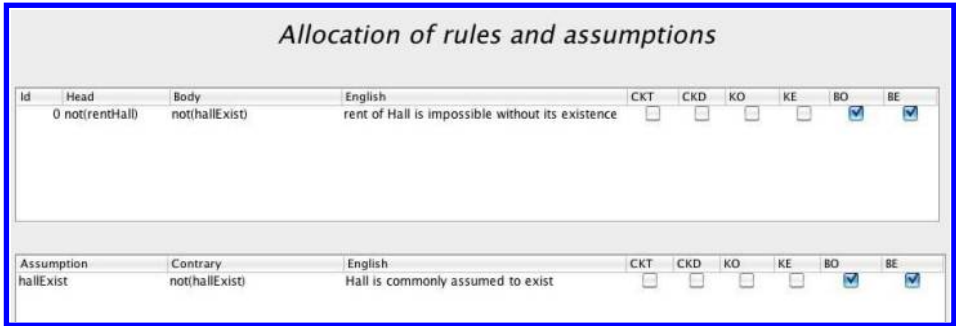 Allocation of rules and assumptions
Id Head Body English CKT CKD KO KE BO BE
0 not(rentHall) not(hallExist) rent of Hall is impossible without its existence
Assumption Contrary English CKT CKD KO KE BO BE
hallExist not(hallExist) Hall is commonly assumed to exist